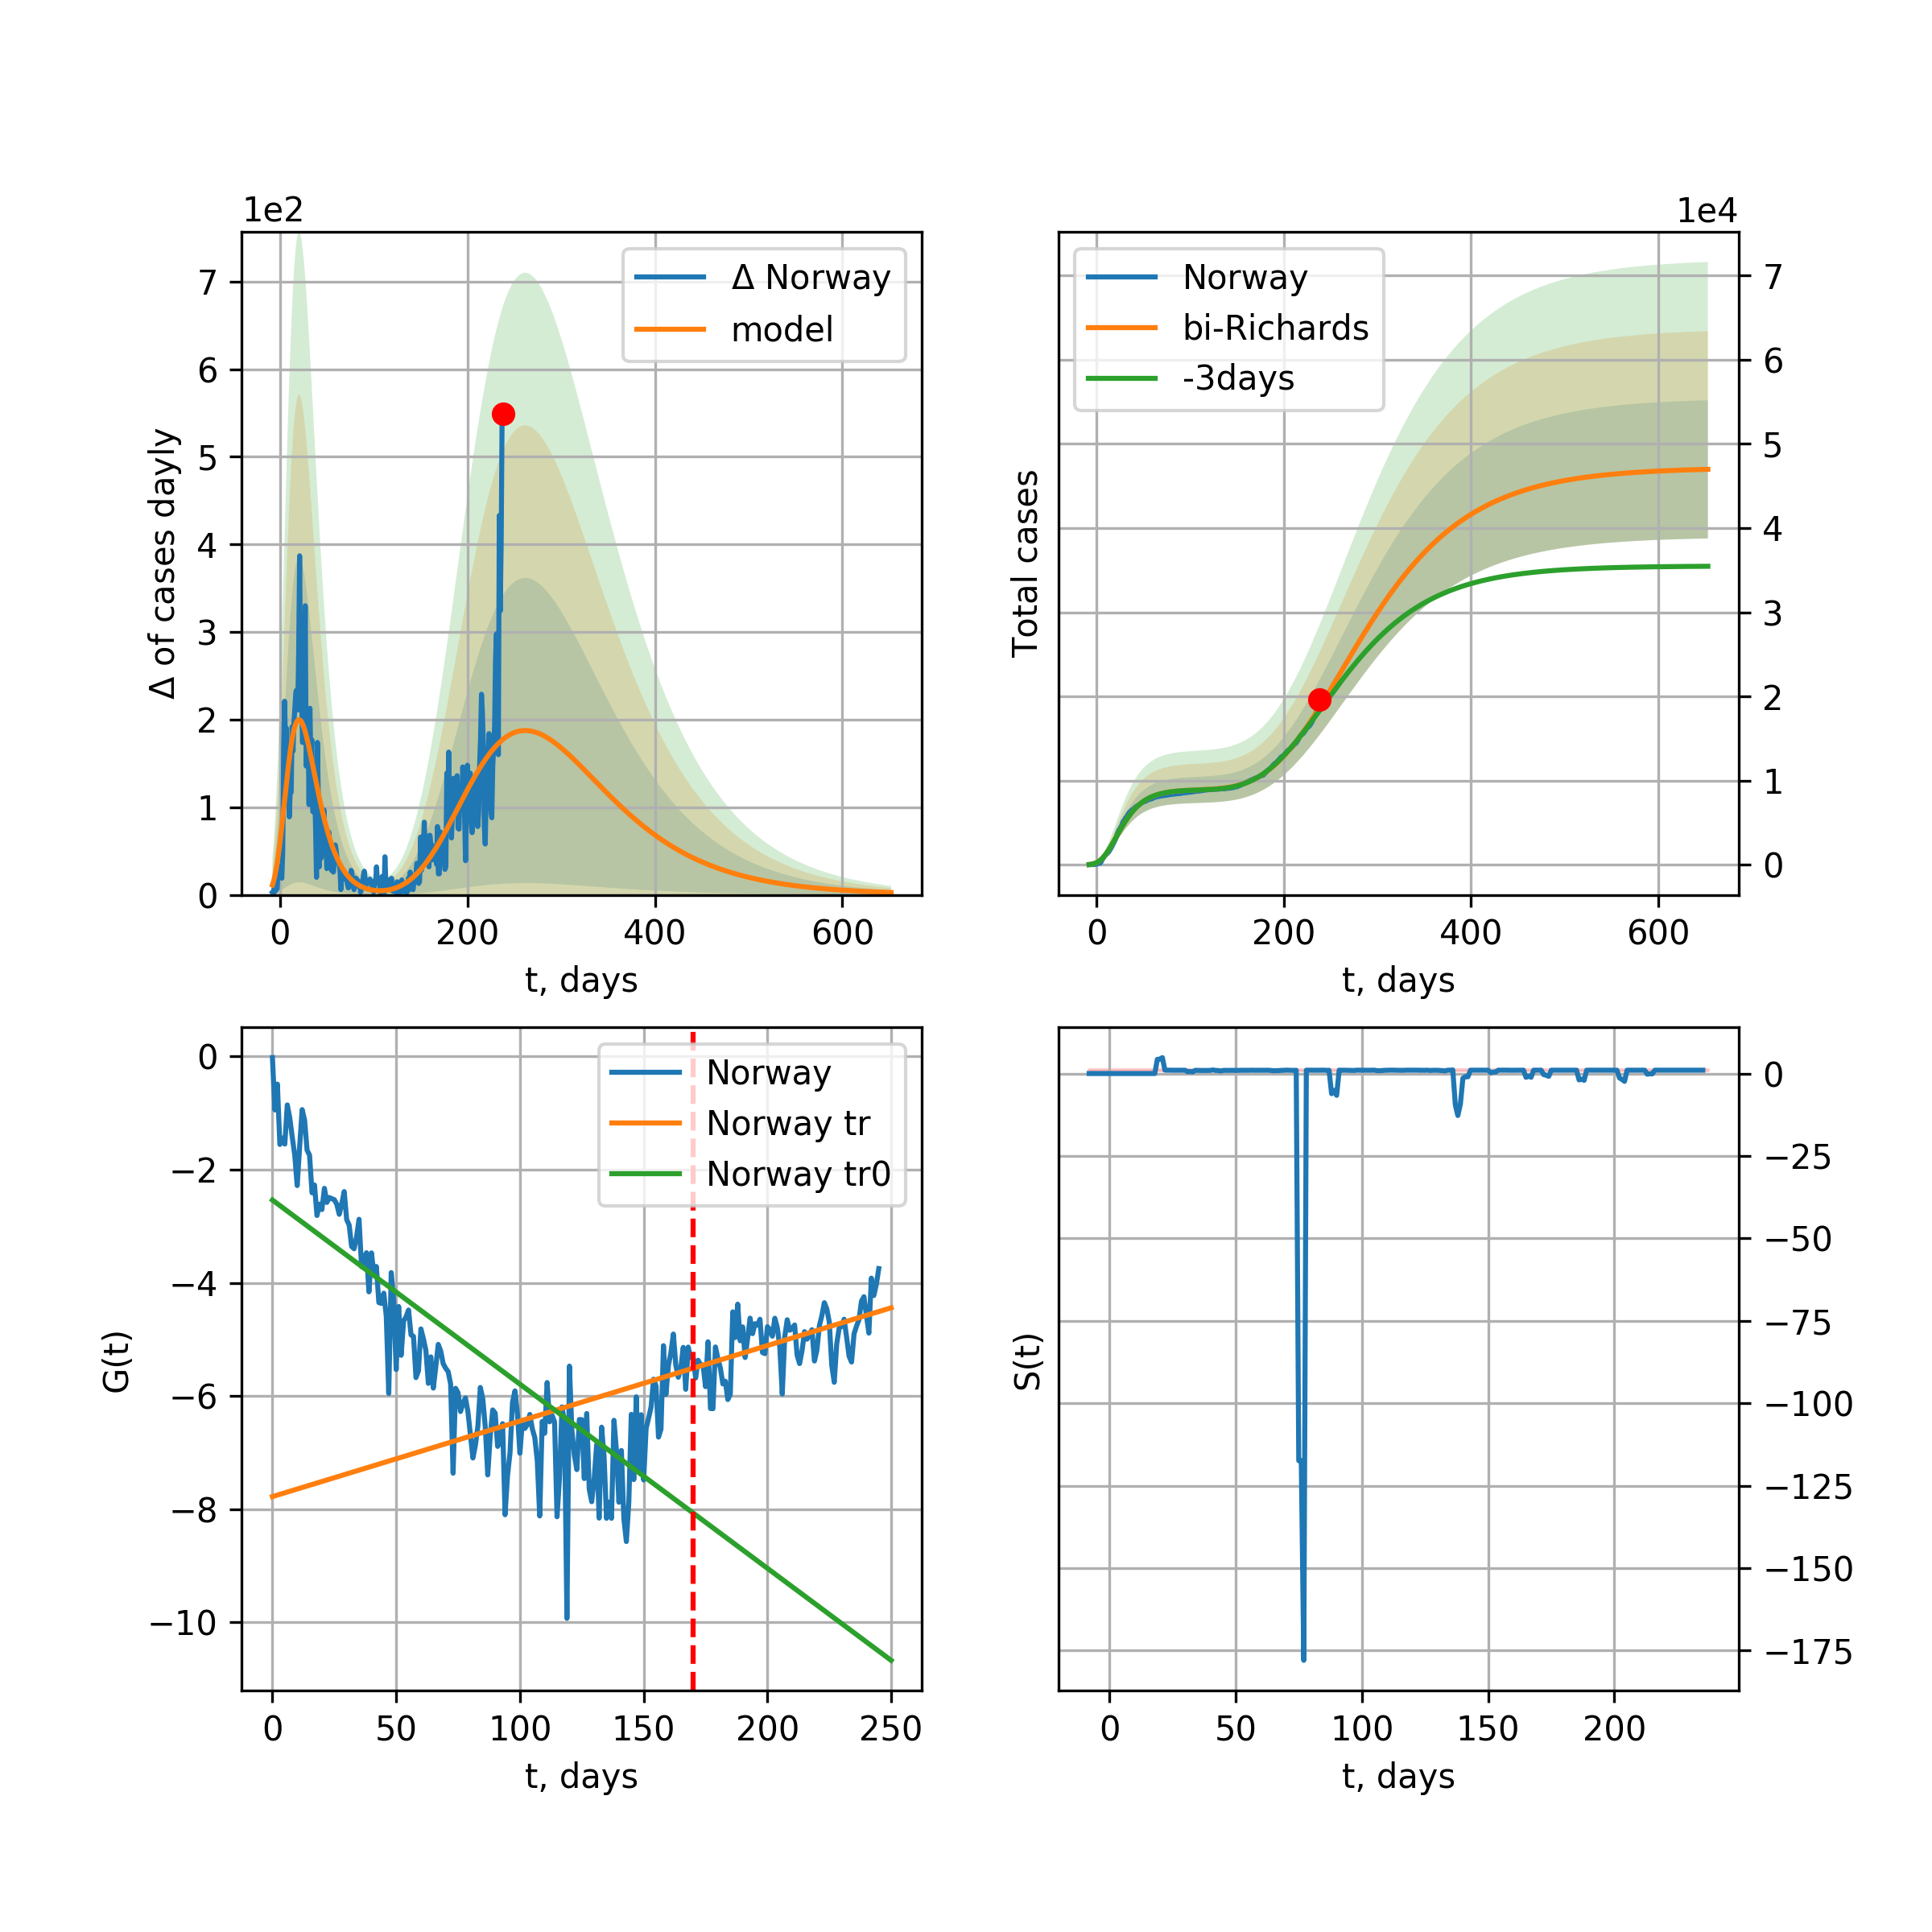 1e2
Δ of cases dayly
7
6
5
4
3
2
1
0
Δ Norway
model
0 200 400 600
t, days
1e4
Total cases
Norway
bi-Richards
-3days
7
6
5
4
3
2
1
0
0 200 400 600
t, days
G(t)
0
−2
−4
−6
−8
−10
Norway
Norway tr
Norway tr0
0 50 100 150 200 250
t, days
S(t)
0
−25
−50
−75
−100
−125
−150
−175
0 50 100 150 200
t, days